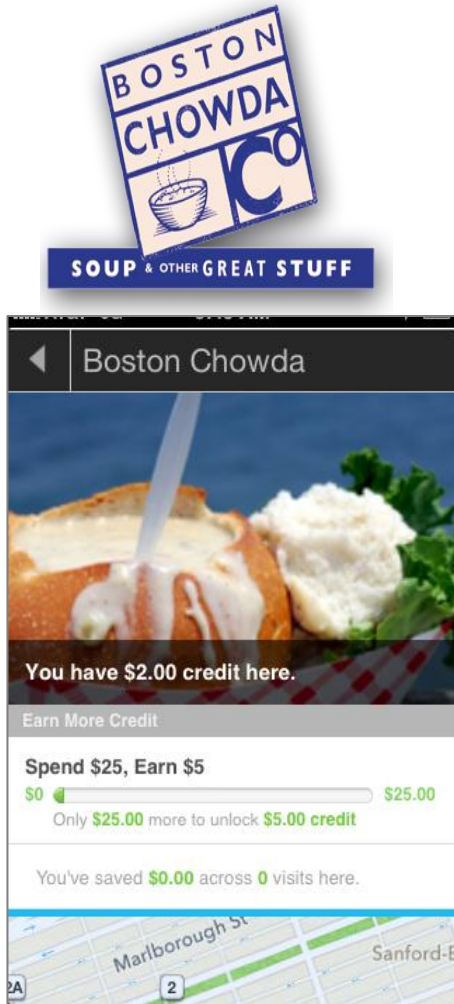 BOSTON
CHOWDA
Co
SOUP & OTHER GREAT STUFF
Boston Chowda
You have $2.00 credit here.
Earn More Credit
Spend $25, Earn $5
$0 $25.00
Only $25.00 more to unlock $5.00 credit
You've saved $0.00 across 0 visits here.
Marlborough St
Sanford-E
2A
2